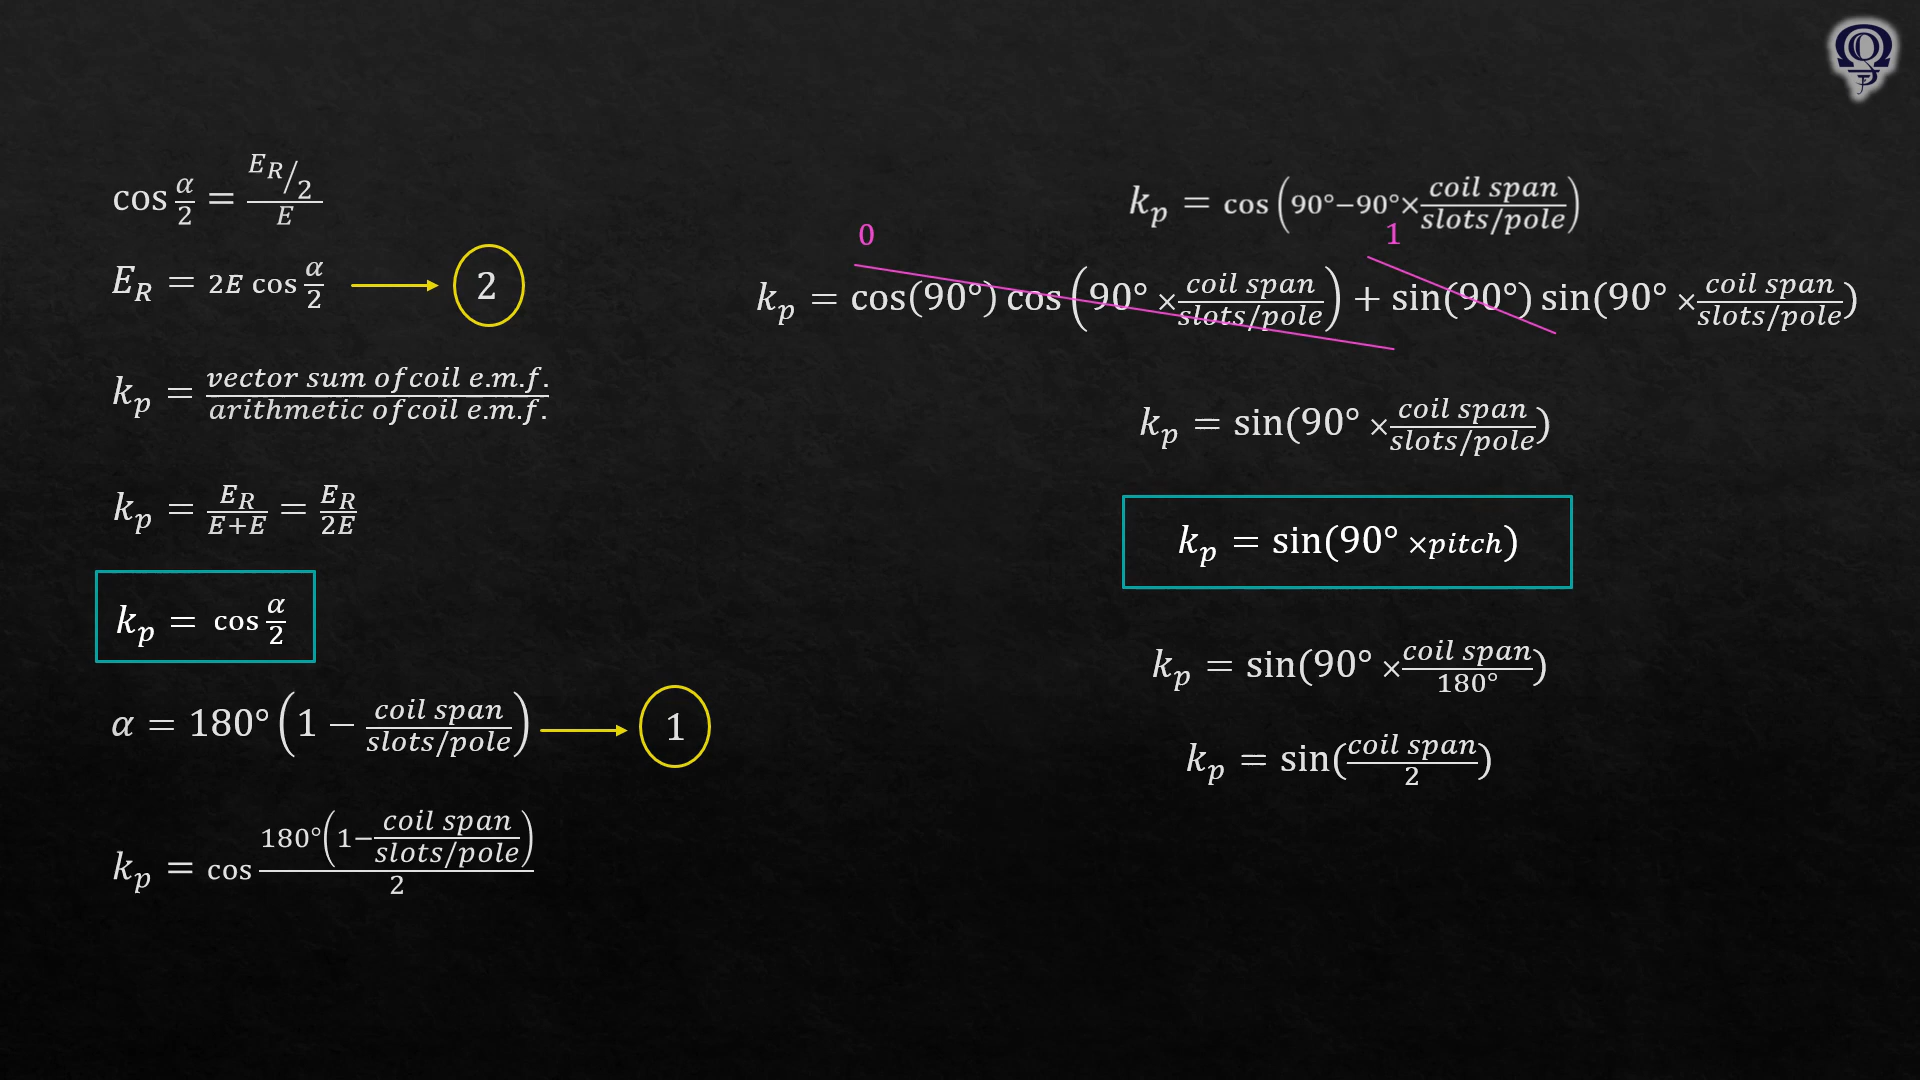 cos α/2 = (E_R/2)/E
E_R = 2E cos α/2 → 2
k_p = vector sum of coil e.m.f. / arithmetic of coil e.m.f.
k_p = E_R/(E+E) = E_R/2E
k_p = cos α/2
α = 180° (1 − coil span/(slots/pole)) → 1
k_p = cos 180°(1−coil span/(slots/pole))/2
k_p = cos (90°−90°×coil span/(slots/pole))
0 1
k_p = cos(90°) cos (90° ×coil span/(slots/pole)) + sin(90°) sin(90° ×coil span/(slots/pole))
k_p = sin(90° ×coil span/(slots/pole))
k_p = sin(90° ×pitch)
k_p = sin(90° ×coil span/180°)
k_p = sin(coil span/2)